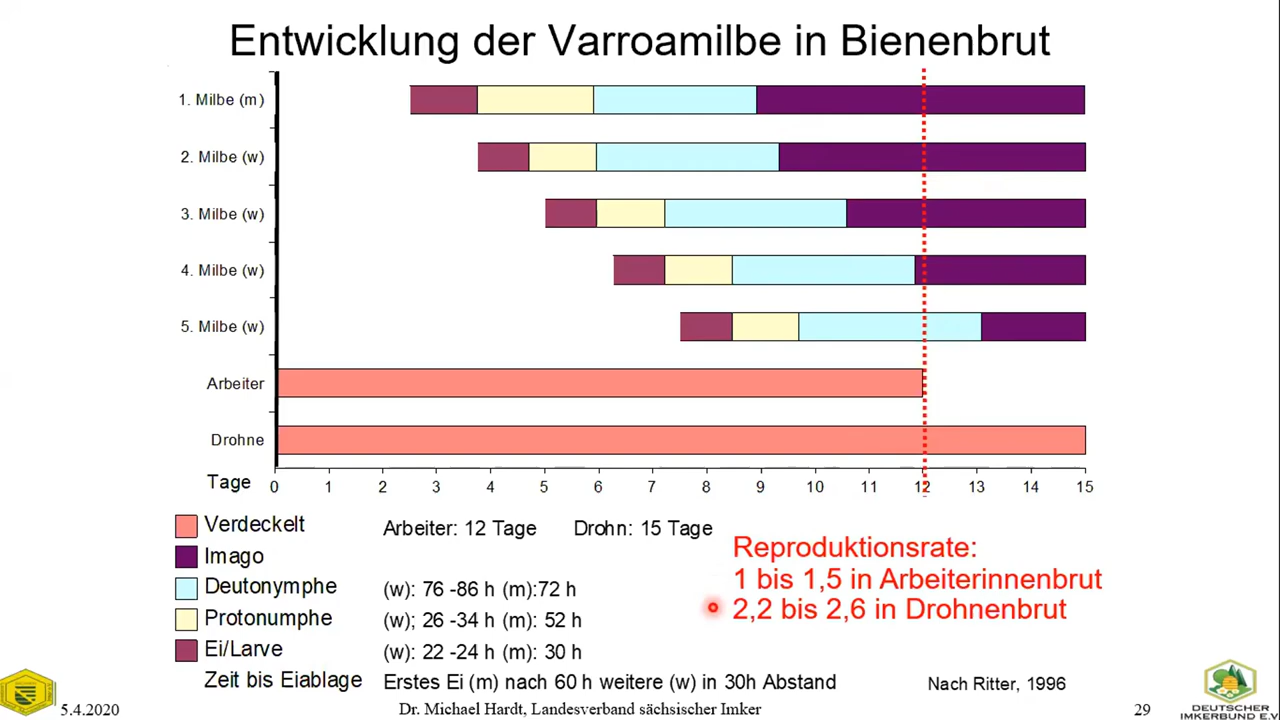 Entwicklung der Varroamilbe in Bienenbrut
1. Milbe (m)
2. Milbe (w)
3. Milbe (w)
4. Milbe (w)
5. Milbe (w)
Arbeiter
Drohne
Tage 0 1 2 3 4 5 6 7 8 9 10 11 12 13 14 15
Verdeckelt Arbeiter: 12 Tage Drohn: 15 Tage
Imago
Deutonymphe (w): 76 -86 h (m):72 h
Protonumphe (w); 26 -34 h (m): 52 h
Ei/Larve (w): 22 -24 h (m): 30 h
Zeit bis Eiablage Erstes Ei (m) nach 60 h weitere (w) in 30h Abstand
Reproduktionsrate:
1 bis 1,5 in Arbeiterinnenbrut
2,2 bis 2,6 in Drohnenbrut
Nach Ritter, 1996
5.4.2020
Dr. Michael Hardt, Landesverband sächsischer Imker
29
DEUTSCHER
IMKERBUND E.V